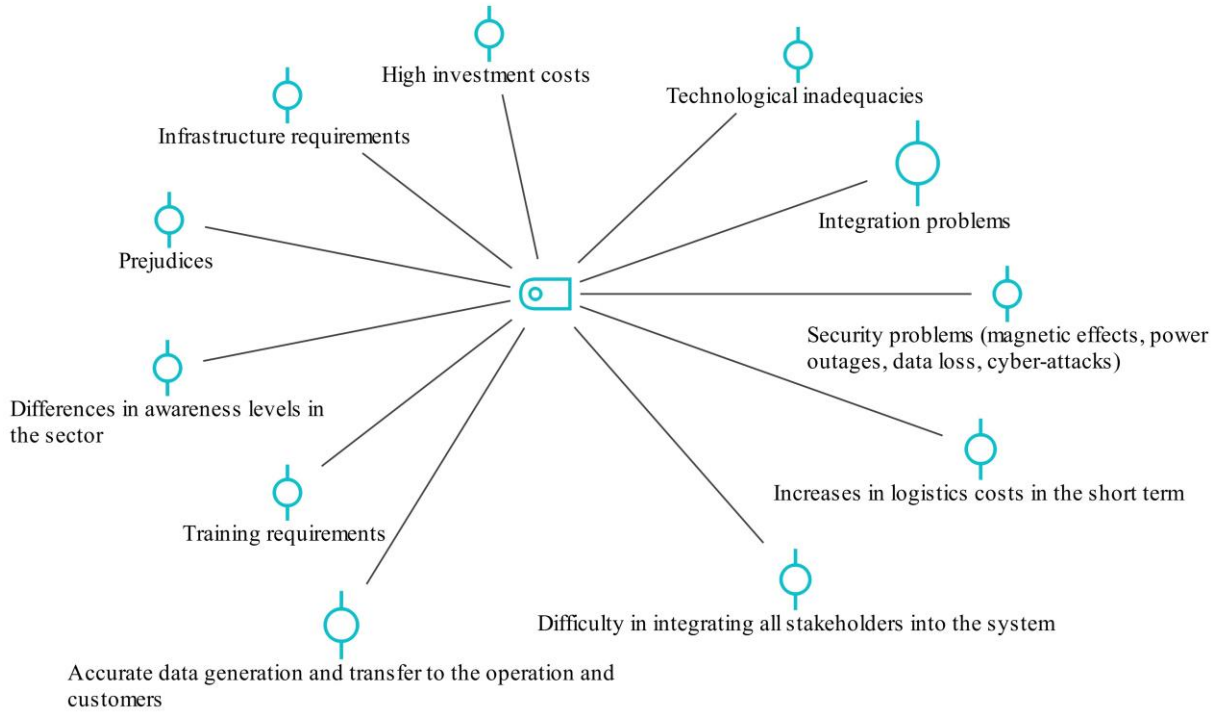 High investment costs
Technological inadequacies
Infrastructure requirements
Integration problems
Prejudices
Security problems (magnetic effects, power
outages, data loss, cyber-attacks)
Differences in awareness levels in
the sector
Increases in logistics costs in the short term
Training requirements
Difficulty in integrating all stakeholders into the system
Accurate data generation and transfer to the operation and
customers